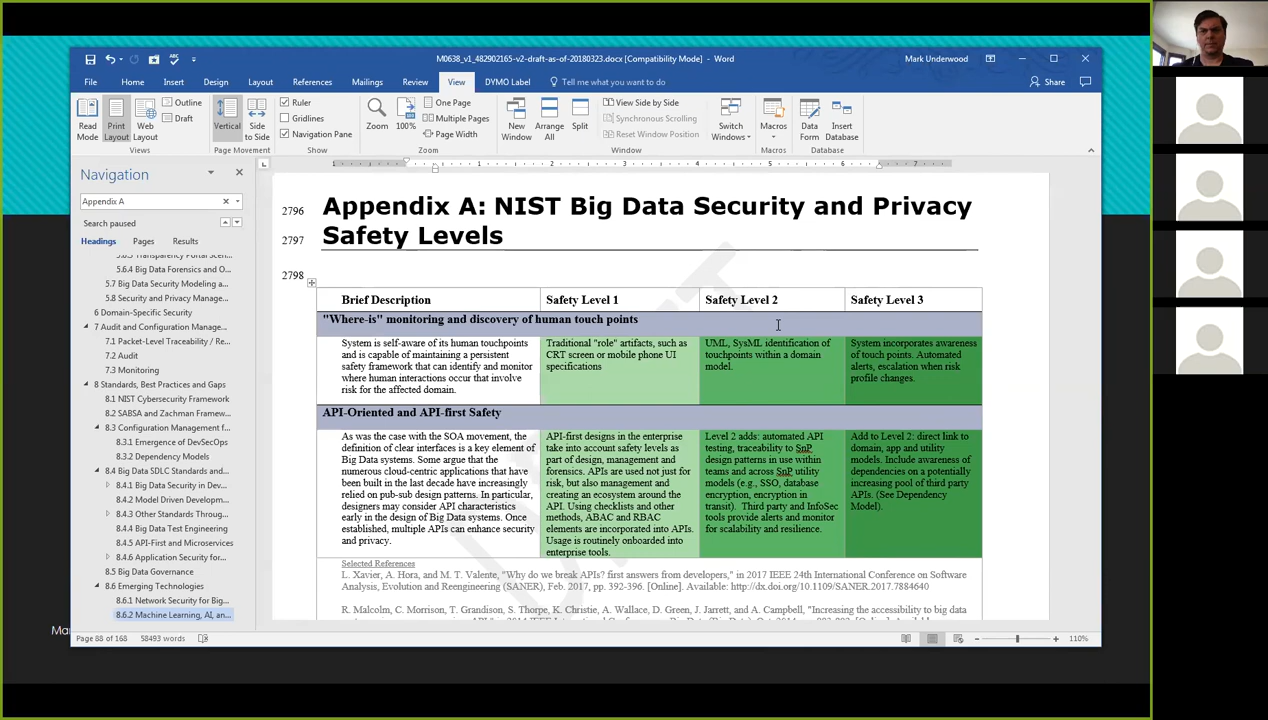 M0638_v1_482902165-v2-draft-as-of-20180323.docx [Compatibility Mode] - Word
Mark Underwood
File Home Insert Design Layout References Mailings Review View DYMO Label Tell me what you want to do
Share
Read Mode
Print Layout
Web Layout
Outline
Draft
Views
Vertical
Side to Side
Page Movement
Ruler
Gridlines
Navigation Pane
Show
Zoom
100%
One Page
Multiple Pages
Page Width
Zoom
New Window
Arrange All
Split
View Side by Side
Synchronous Scrolling
Reset Window Position
Window
Switch Windows
Macros
Macros
Data Form
Insert Database
Database
Navigation
Appendix A
Search paused
Headings Pages Results
5.6.4 Big Data Forensics and O...
5.7 Big Data Security Modeling a
5.8 Security and Privacy Manage...
6 Domain-Specific Security
7 Audit and Configuration Manage...
7.1 Packet-Level Traceability / Re...
7.2 Audit
7.3 Monitoring
8 Standards, Best Practices and Gaps
8.1 NIST Cybersecurity Framework
8.2 SABSA and Zachman Framew...
8.3 Configuration Management f...
8.3.1 Emergence of DevSecOps
8.3.2 Dependency Models
8.4 Big Data SDLC Standards and...
8.4.1 Big Data Security in Dev...
8.4.2 Model Driven Developm...
8.4.3 Other Standards Throug...
8.4.4 Big Data Test Engineering
8.4.5 API-First and Microservices
8.4.6 Application Security for...
8.5 Big Data Governance
8.6 Emerging Technologies
8.6.1 Network Security for Big...
8.6.2 Machine Learning, AI, an...
2796
Appendix A: NIST Big Data Security and Privacy
2797
Safety Levels
2798
Brief Description Safety Level 1 Safety Level 2 Safety Level 3
"Where-is" monitoring and discovery of human touch points
System is self-aware of its human touchpoints
and is capable of maintaining a persistent
safety framework that can identify and monitor
where human interactions occur that involve
risk for the affected domain.
Traditional "role" artifacts, such as
CRT screen or mobile phone UI
specifications
UML, SysML identification of
touchpoints within a domain
model.
System incorporates awareness
of touch points. Automated
alerts, escalation when risk
profile changes.
API-Oriented and API-first Safety
As was the case with the SOA movement, the
definition of clear interfaces is a key element of
Big Data systems. Some argue that the
numerous cloud-centric applications that have
been built in the last decade have increasingly
relied on pub-sub design patterns. In particular,
designers may consider API characteristics
early in the design of Big Data systems. Once
established, multiple APIs can enhance security
and privacy.
API-first designs in the enterprise
take into account safety levels as
part of design, management and
forensics. APIs are used not just for
risk, but also management and
creating an ecosystem around the
API. Using checklists and other
methods, ABAC and RBAC
elements are incorporated into APIs.
Usage is routinely onboarded into
enterprise tools.
Level 2 adds: automated API
testing, traceability to SnP
design patterns in use within
teams and across SnP utility
models (e.g., SSO, database
encryption, encryption in
transit). Third party and InfoSec
tools provide alerts and monitor
for scalability and resilience.
Add to Level 2: direct link to
domain, app and utility
models. Include awareness of
dependencies on a potentially
increasing pool of third party
APIs. (See Dependency
Model).
Selected References
L. Xavier, A. Hora, and M. T. Valente, "Why do we break APIs? first answers from developers," in 2017 IEEE 24th International Conference on
Software Analysis, Evolution and Reengineering (SANER), Feb. 2017, pp. 392-396. [Online]. Available: http://dx.doi.org/10.1109/SANER.2017.7884640
R. Malcolm, C. Morrison, T. Grandison, S. Thorpe, K. Christie, A. Wallace, D. Green, J. Jarrett, and A. Campbell, "Increasing the accessibility to big data
Page 88 of 168 58493 words
110%